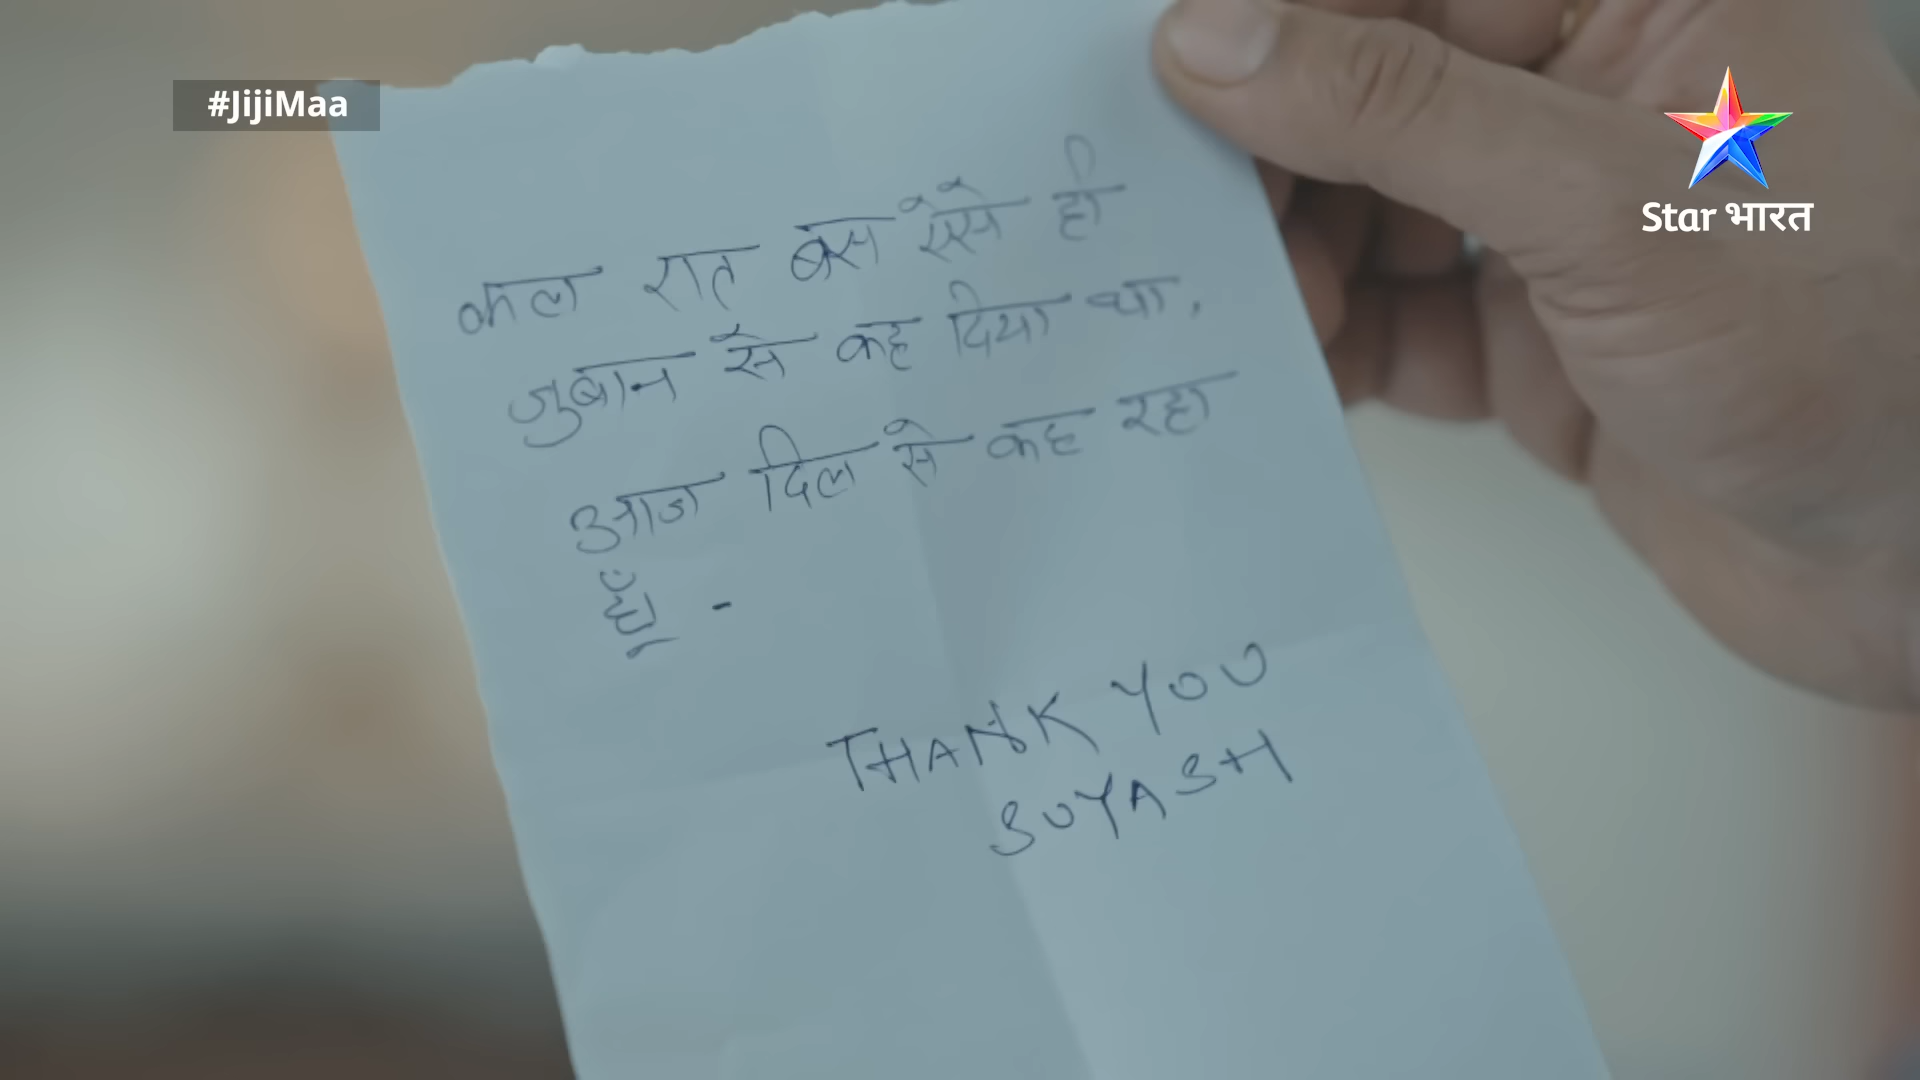 #JijiMaa
Star भारत
कल रात बस ऐसे ही
जुबान से कह दिया था,
आज दिल से कह रहा
हूँ -
THANK YOU
SUYASH